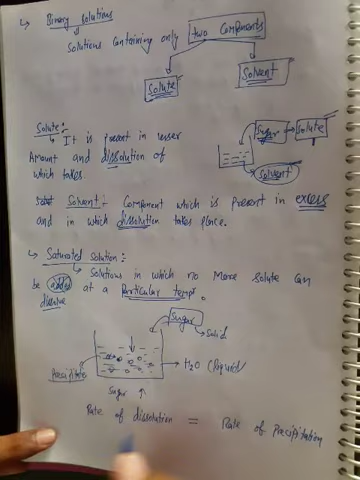 ↳ Binary solutions
Solutions containing only two components
Solute
Solvent
Solute :-
↳ It is present in lesser
Amount and dissolution of
which takes.
Sugar → Solute
Solvent
Solvent :- Component which is present in excess
and in which dissolution takes place.
↳ Saturated solution :-
↳ Solutions in which no more solute can
be added at a Particular tempr.
dissolve
Sugar
→ Solid
Precipitate
→ H2O (liquid)
Sugar ↑
Rate of dissolution = Rate of Precipitation